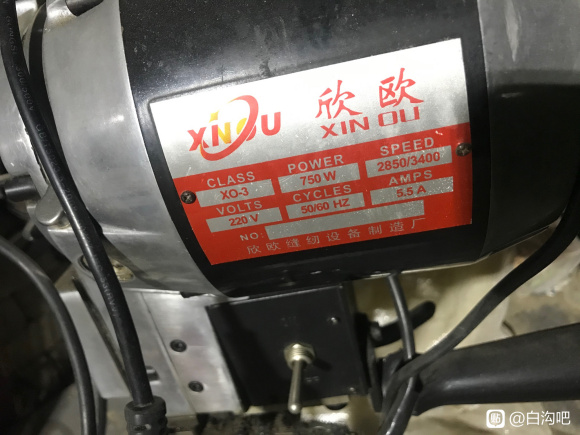 XINOU
欣欧
XIN OU
CLASS POWER SPEED
XO-3 750 W 2850/3400
VOLTS CYCLES AMPS
220 V 50/60 HZ 5.5 A
NO:
欣欧缝纫设备制造厂
贴 @白沟吧